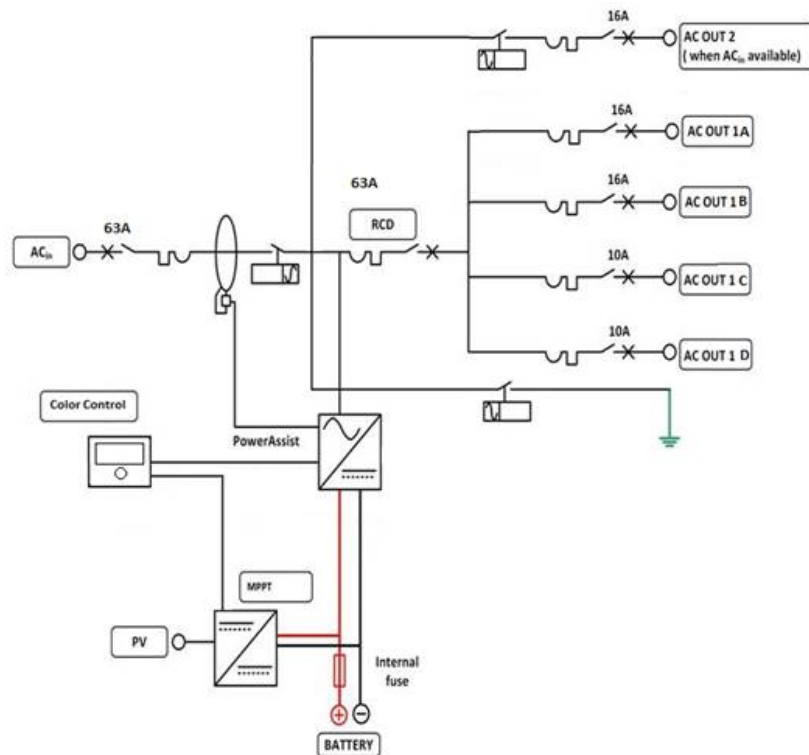 16A
AC OUT 2
( when ACin available)
16A
AC OUT 1A
63A
16A
AC OUT 1B
63A
RCD
ACin
10A
AC OUT 1 C
10A
AC OUT 1 D
Color Control
PowerAssist
MPPT
PV
Internal
fuse
+
−
BATTERY